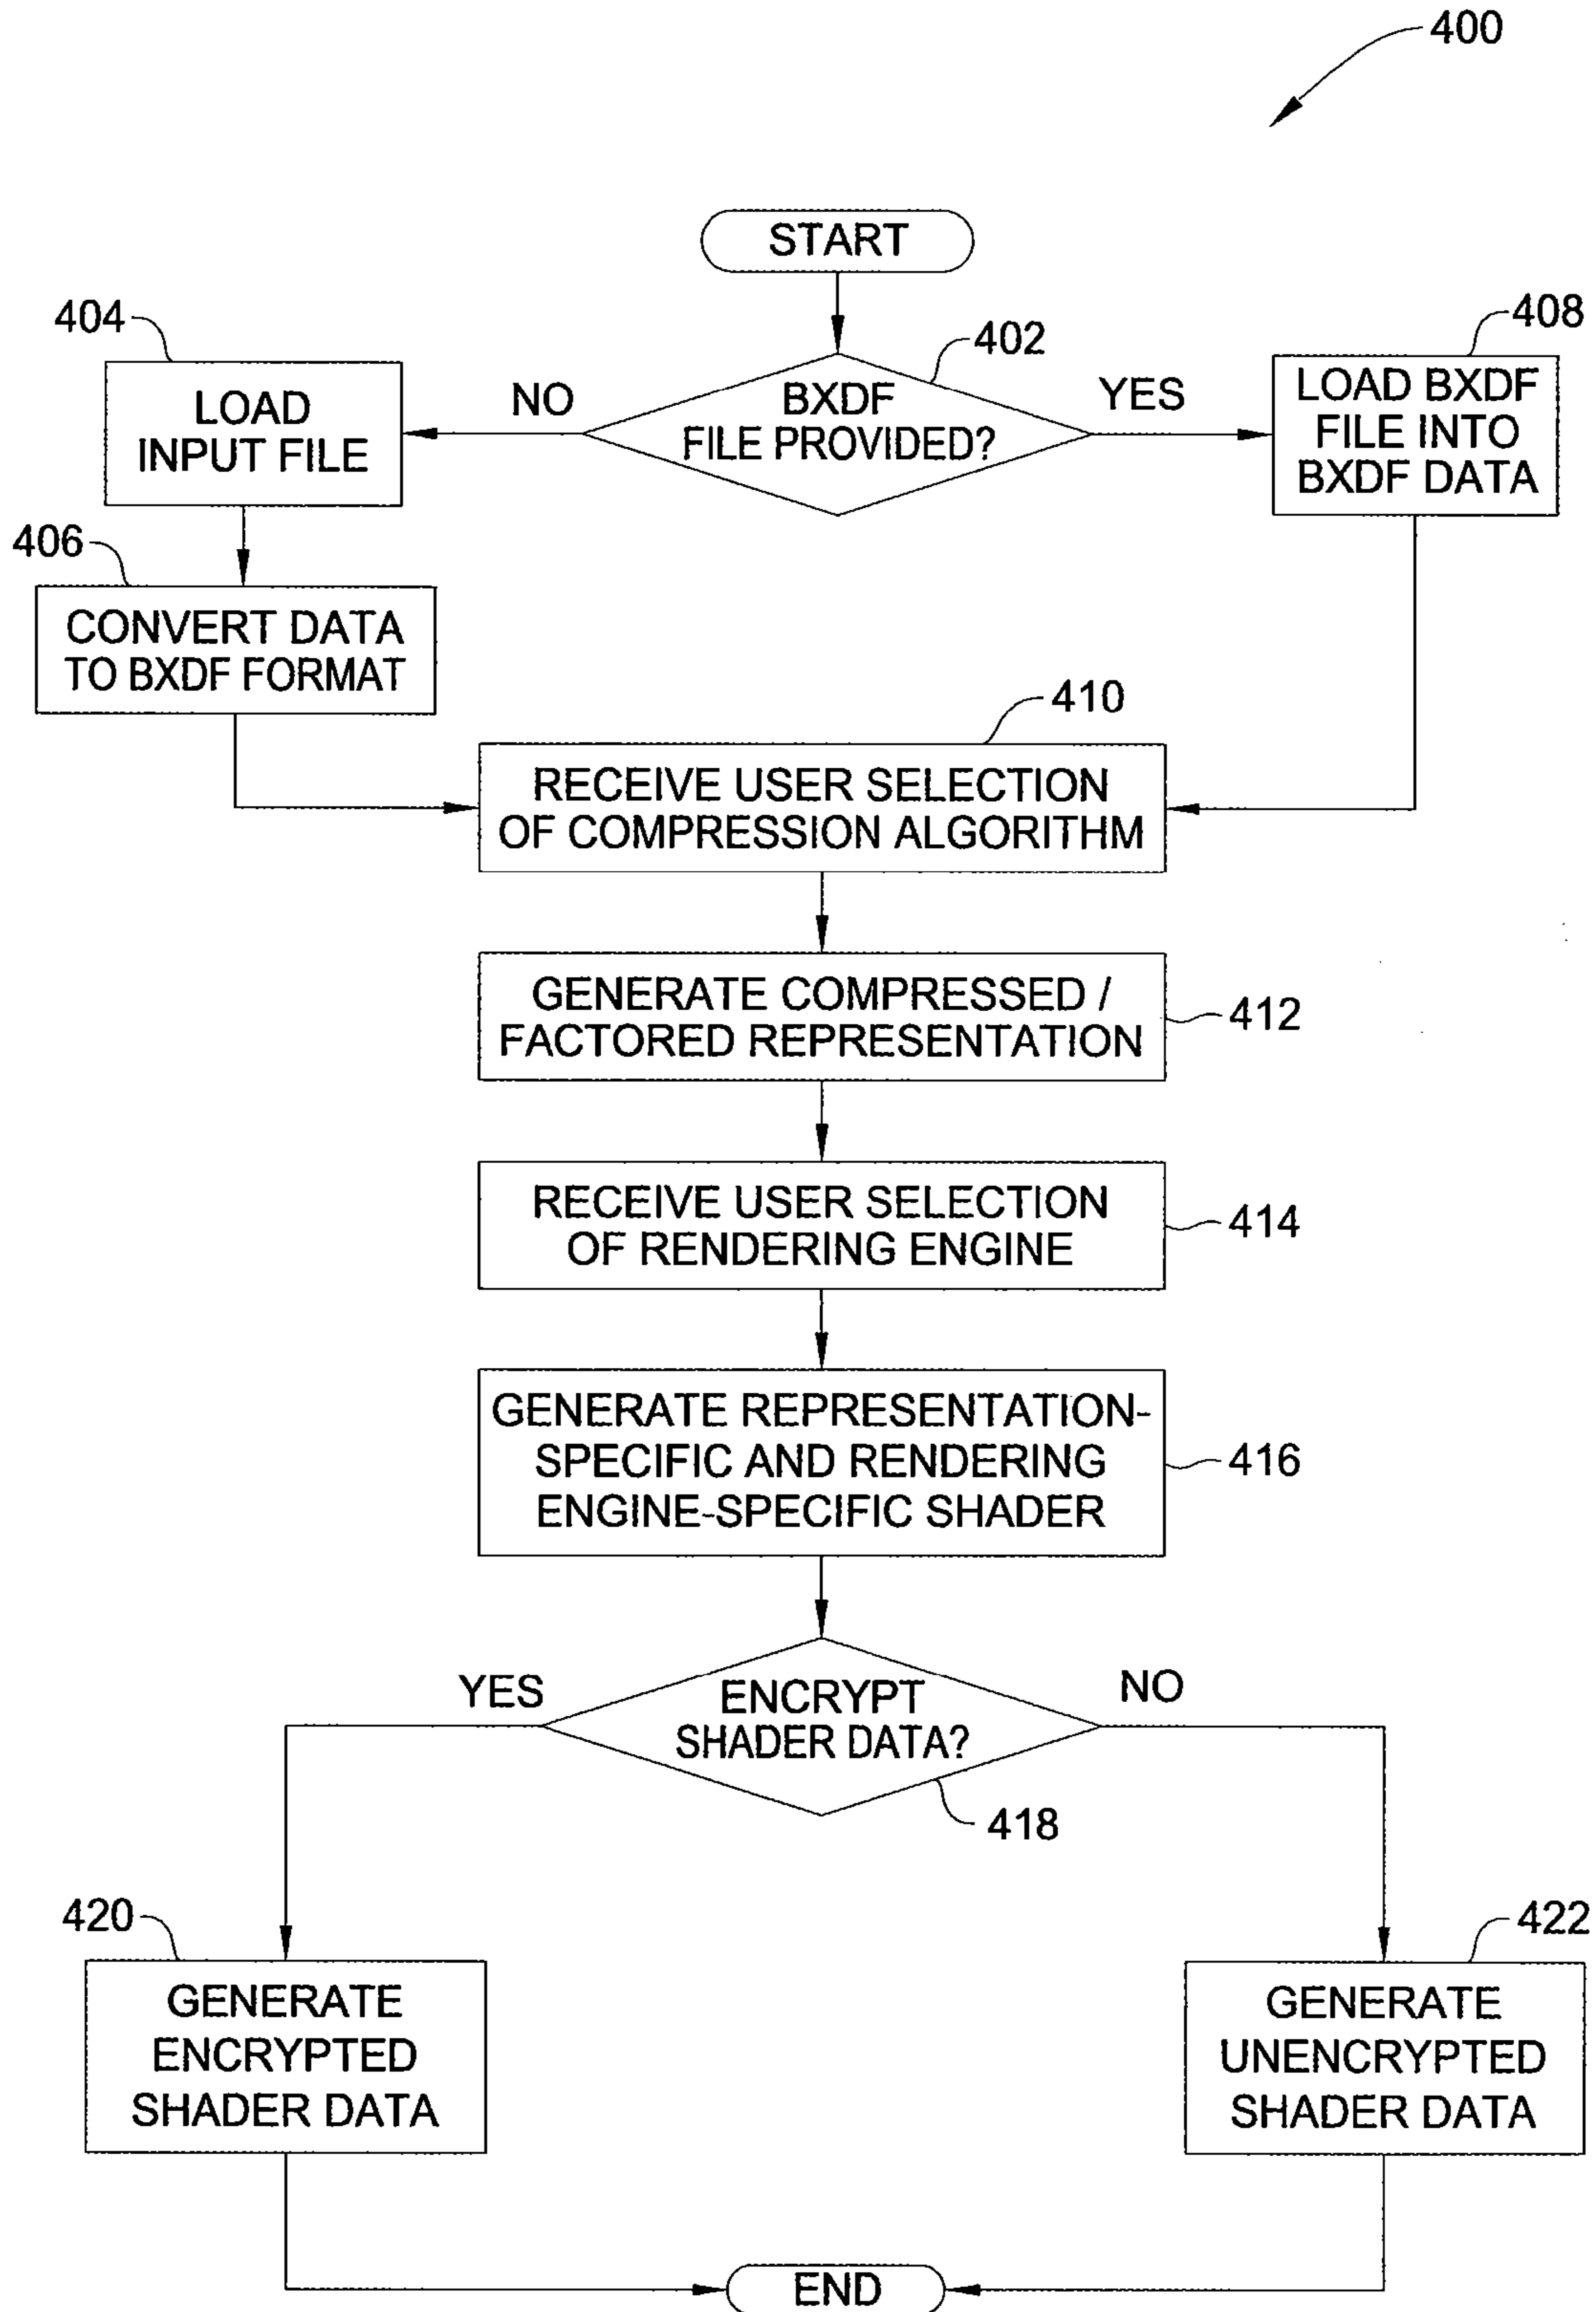 400
START
404
402
408
LOAD
INPUT FILE
NO
BXDF
FILE PROVIDED?
YES
LOAD BXDF
FILE INTO
BXDF DATA
406
CONVERT DATA
TO BXDF FORMAT
410
RECEIVE USER SELECTION
OF COMPRESSION ALGORITHM
GENERATE COMPRESSED /
FACTORED REPRESENTATION
412
RECEIVE USER SELECTION
OF RENDERING ENGINE
414
GENERATE REPRESENTATION-
SPECIFIC AND RENDERING
ENGINE-SPECIFIC SHADER
416
YES
ENCRYPT
SHADER DATA?
NO
418
420
GENERATE
ENCRYPTED
SHADER DATA
422
GENERATE
UNENCRYPTED
SHADER DATA
END